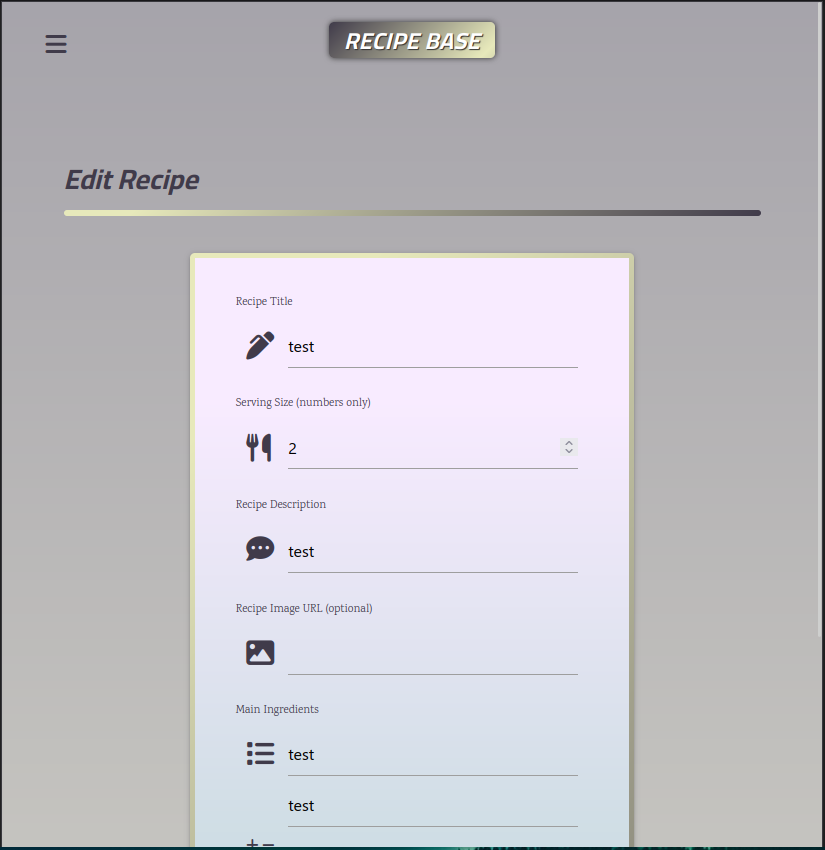 RECIPE BASE
Edit Recipe
Recipe Title
test
Serving Size (numbers only)
2
Recipe Description
test
Recipe Image URL (optional)
Main Ingredients
test
test